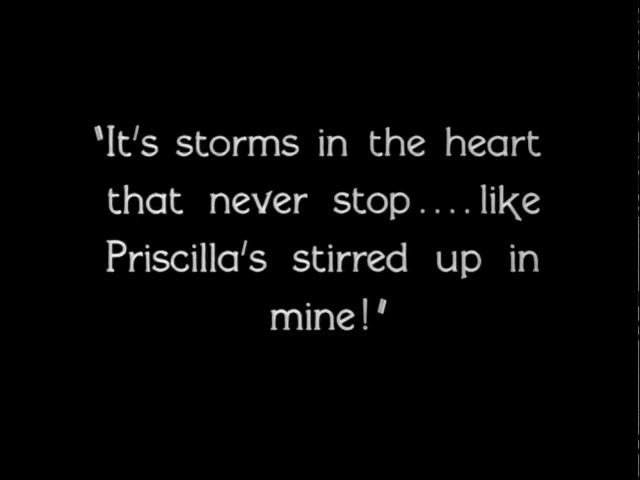 "It's storms in the heart
that never stop....like
Priscilla's stirred up in
mine!"